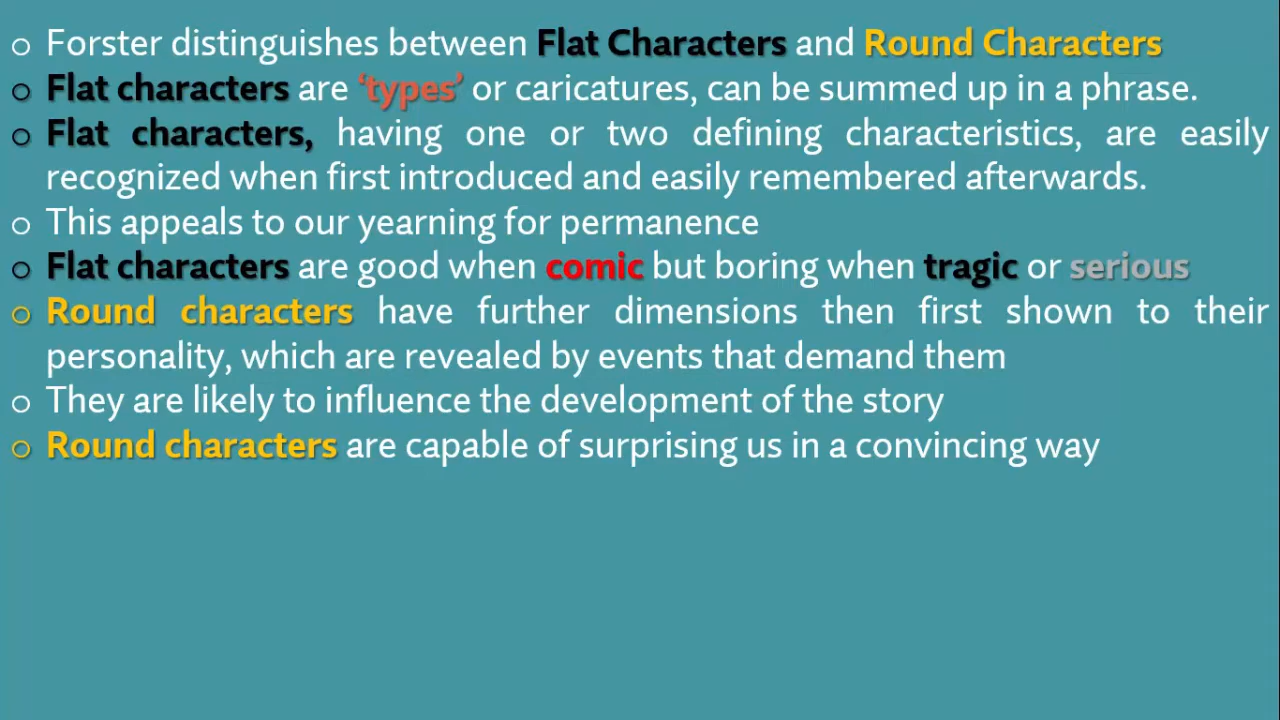 o Forster distinguishes between Flat Characters and Round Characters
o Flat characters are ‘types’ or caricatures, can be summed up in a phrase.
o Flat characters, having one or two defining characteristics, are easily
recognized when first introduced and easily remembered afterwards.
o This appeals to our yearning for permanence
o Flat characters are good when comic but boring when tragic or serious
o Round characters have further dimensions then first shown to their
personality, which are revealed by events that demand them
o They are likely to influence the development of the story
o Round characters are capable of surprising us in a convincing way